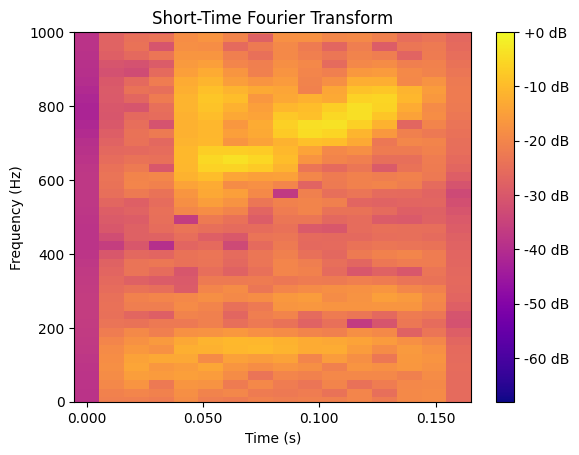 Short-Time Fourier Transform
1000
800
600
400
200
0
Frequency (Hz)
0.000
0.050
0.100
0.150
Time (s)
+0 dB
-10 dB
-20 dB
-30 dB
-40 dB
-50 dB
-60 dB